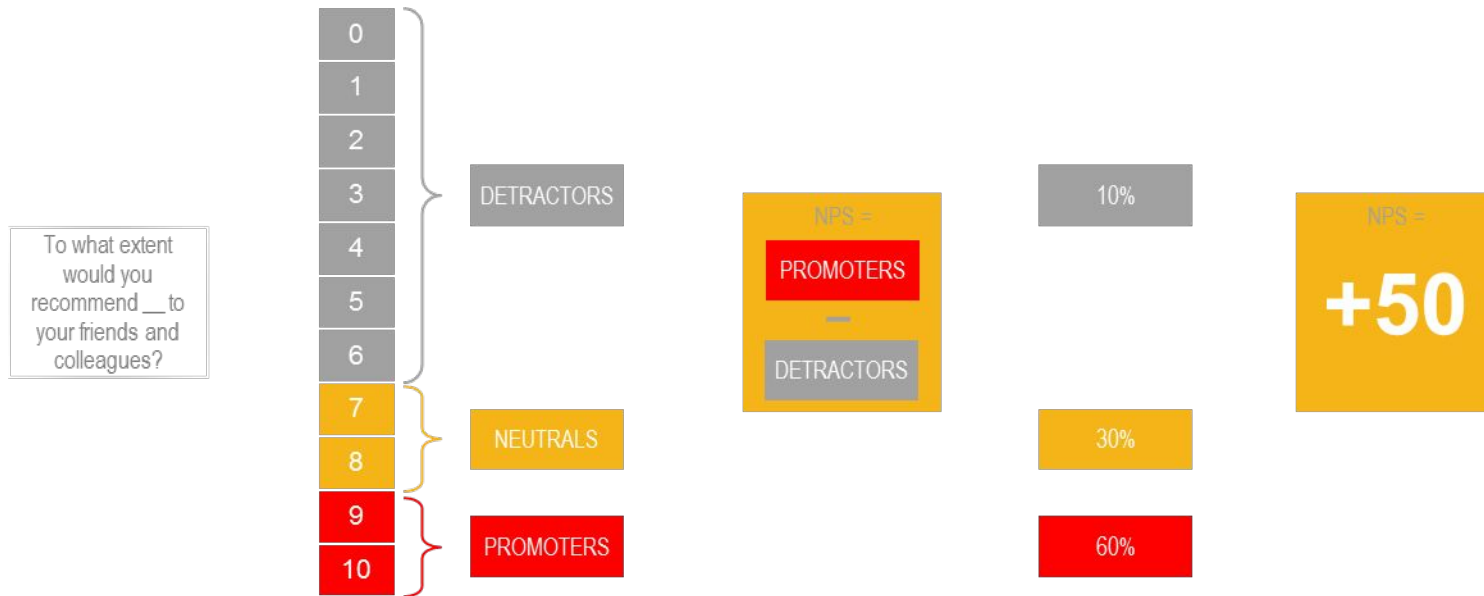 To what extent
would you
recommend __ to
your friends and
colleagues?
0
1
2
3
4
5
6
7
8
9
10
DETRACTORS
NEUTRALS
PROMOTERS
NPS =
PROMOTERS
–
DETRACTORS
10%
30%
60%
NPS =
+50